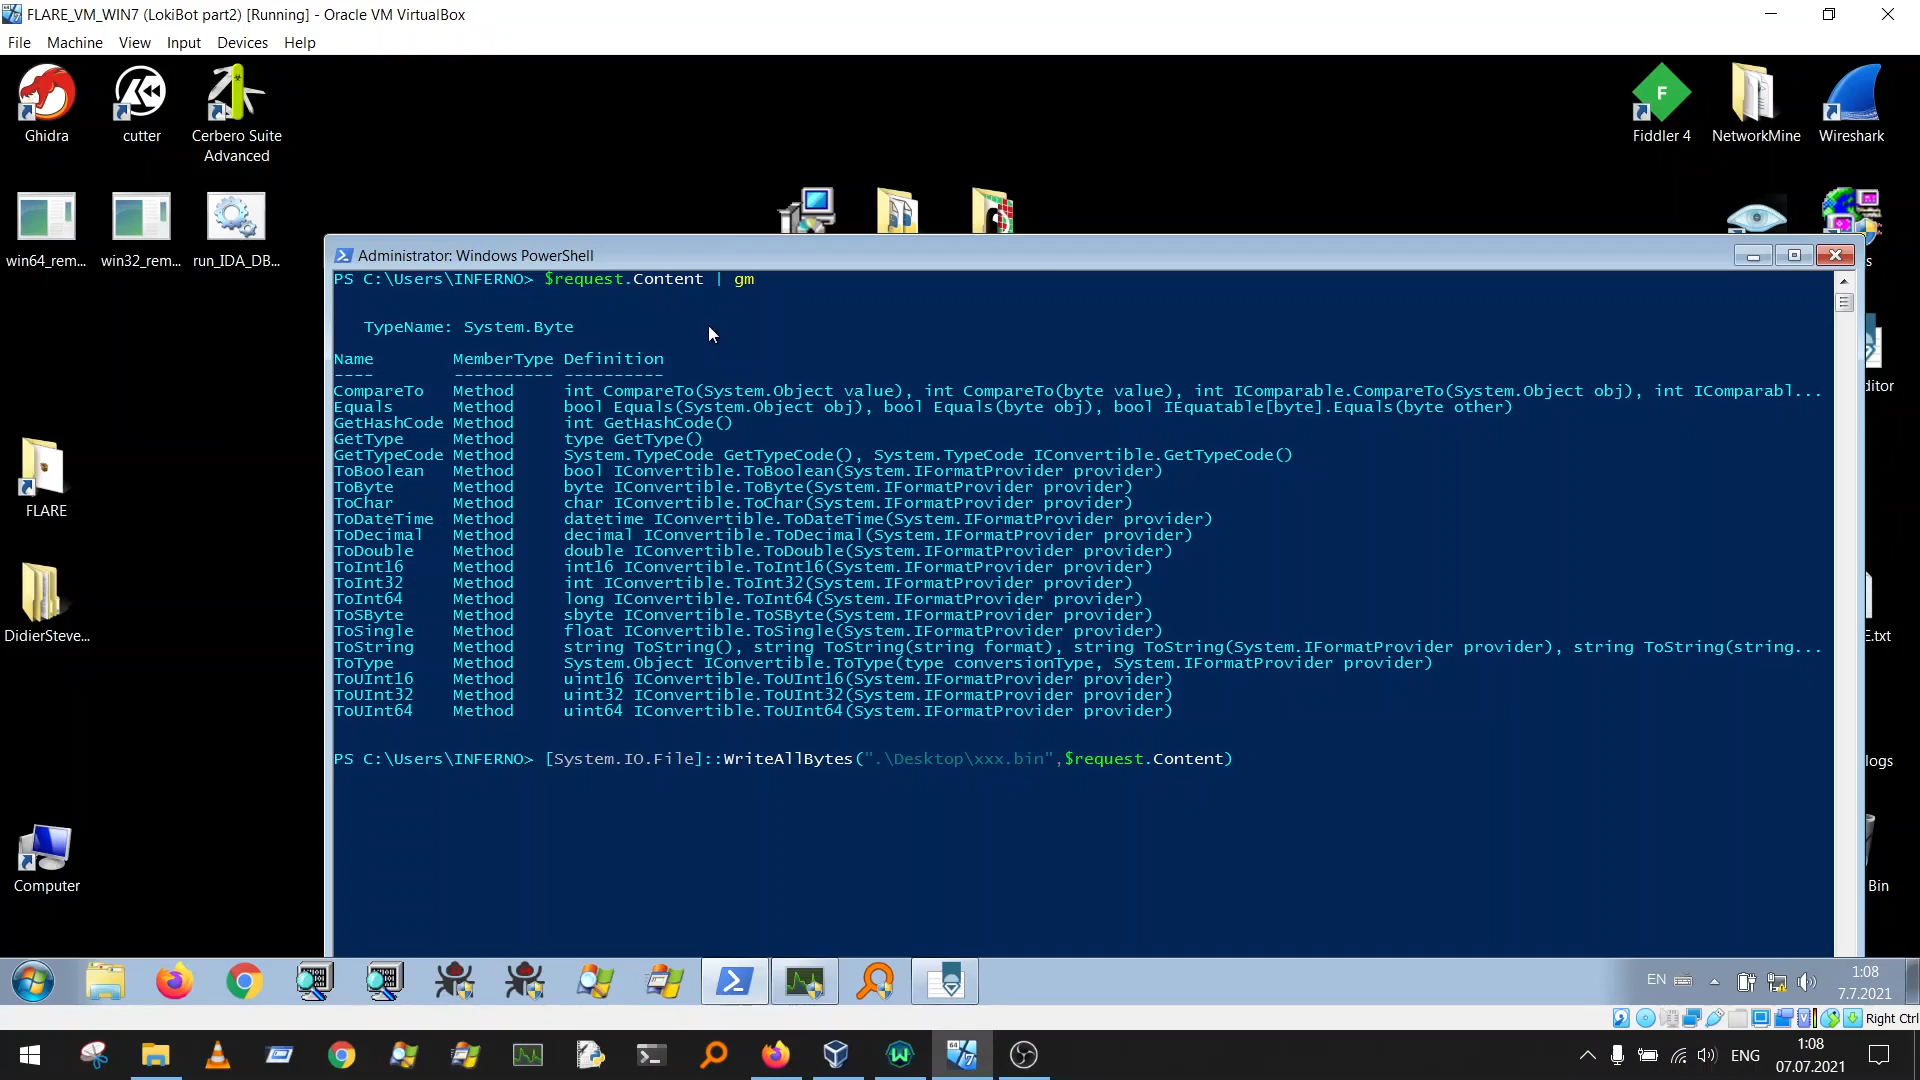 FLARE_VM_WIN7 (LokiBot part2) [Running] - Oracle VM VirtualBox
File Machine View Input Devices Help
Ghidra
cutter
Cerbero Suite
Advanced
Fiddler 4
NetworkMine
Wireshark
win64_rem...
win32_rem...
run_IDA_DB...
Administrator: Windows PowerShell
PS C:\Users\INFERNO> $request.Content | gm
TypeName: System.Byte
Name MemberType Definition
---- ---------- ----------
CompareTo Method int CompareTo(System.Object value), int CompareTo(byte value), int IComparable.CompareTo(System.Object obj), int IComparabl...
Equals Method bool Equals(System.Object obj), bool Equals(byte obj), bool IEquatable[byte].Equals(byte other)
GetHashCode Method int GetHashCode()
GetType Method type GetType()
GetTypeCode Method System.TypeCode GetTypeCode(), System.TypeCode IConvertible.GetTypeCode()
ToBoolean Method bool IConvertible.ToBoolean(System.IFormatProvider provider)
ToByte Method byte IConvertible.ToByte(System.IFormatProvider provider)
ToChar Method char IConvertible.ToChar(System.IFormatProvider provider)
ToDateTime Method datetime IConvertible.ToDateTime(System.IFormatProvider provider)
ToDecimal Method decimal IConvertible.ToDecimal(System.IFormatProvider provider)
ToDouble Method double IConvertible.ToDouble(System.IFormatProvider provider)
ToInt16 Method int16 IConvertible.ToInt16(System.IFormatProvider provider)
ToInt32 Method int IConvertible.ToInt32(System.IFormatProvider provider)
ToInt64 Method long IConvertible.ToInt64(System.IFormatProvider provider)
ToSByte Method sbyte IConvertible.ToSByte(System.IFormatProvider provider)
ToSingle Method float IConvertible.ToSingle(System.IFormatProvider provider)
ToString Method string ToString(), string ToString(string format), string ToString(System.IFormatProvider provider), string ToString(string...
ToType Method System.Object IConvertible.ToType(type conversionType, System.IFormatProvider provider)
ToUInt16 Method uint16 IConvertible.ToUInt16(System.IFormatProvider provider)
ToUInt32 Method uint32 IConvertible.ToUInt32(System.IFormatProvider provider)
ToUInt64 Method uint64 IConvertible.ToUInt64(System.IFormatProvider provider)
PS C:\Users\INFERNO> [System.IO.File]::WriteAllBytes(".\Desktop\xxx.bin",$request.Content)
s
ditor
FLARE
DidierSteve...
E.txt
logs
Computer
Bin
EN
1:08
7.7.2021
Right Ctrl
ENG
1:08
07.07.2021